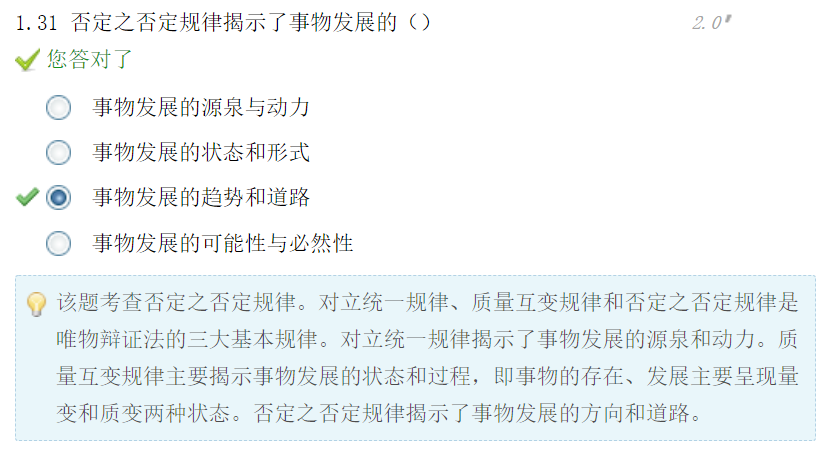 1.31 否定之否定规律揭示了事物发展的（） 2.0'
您答对了
事物发展的源泉与动力
事物发展的状态和形式
事物发展的趋势和道路
事物发展的可能性与必然性
该题考查否定之否定规律。对立统一规律、质量互变规律和否定之否定规律是
唯物辩证法的三大基本规律。对立统一规律揭示了事物发展的源泉和动力。质
量互变规律主要揭示事物发展的状态和过程，即事物的存在、发展主要呈现量
变和质变两种状态。否定之否定规律揭示了事物发展的方向和道路。